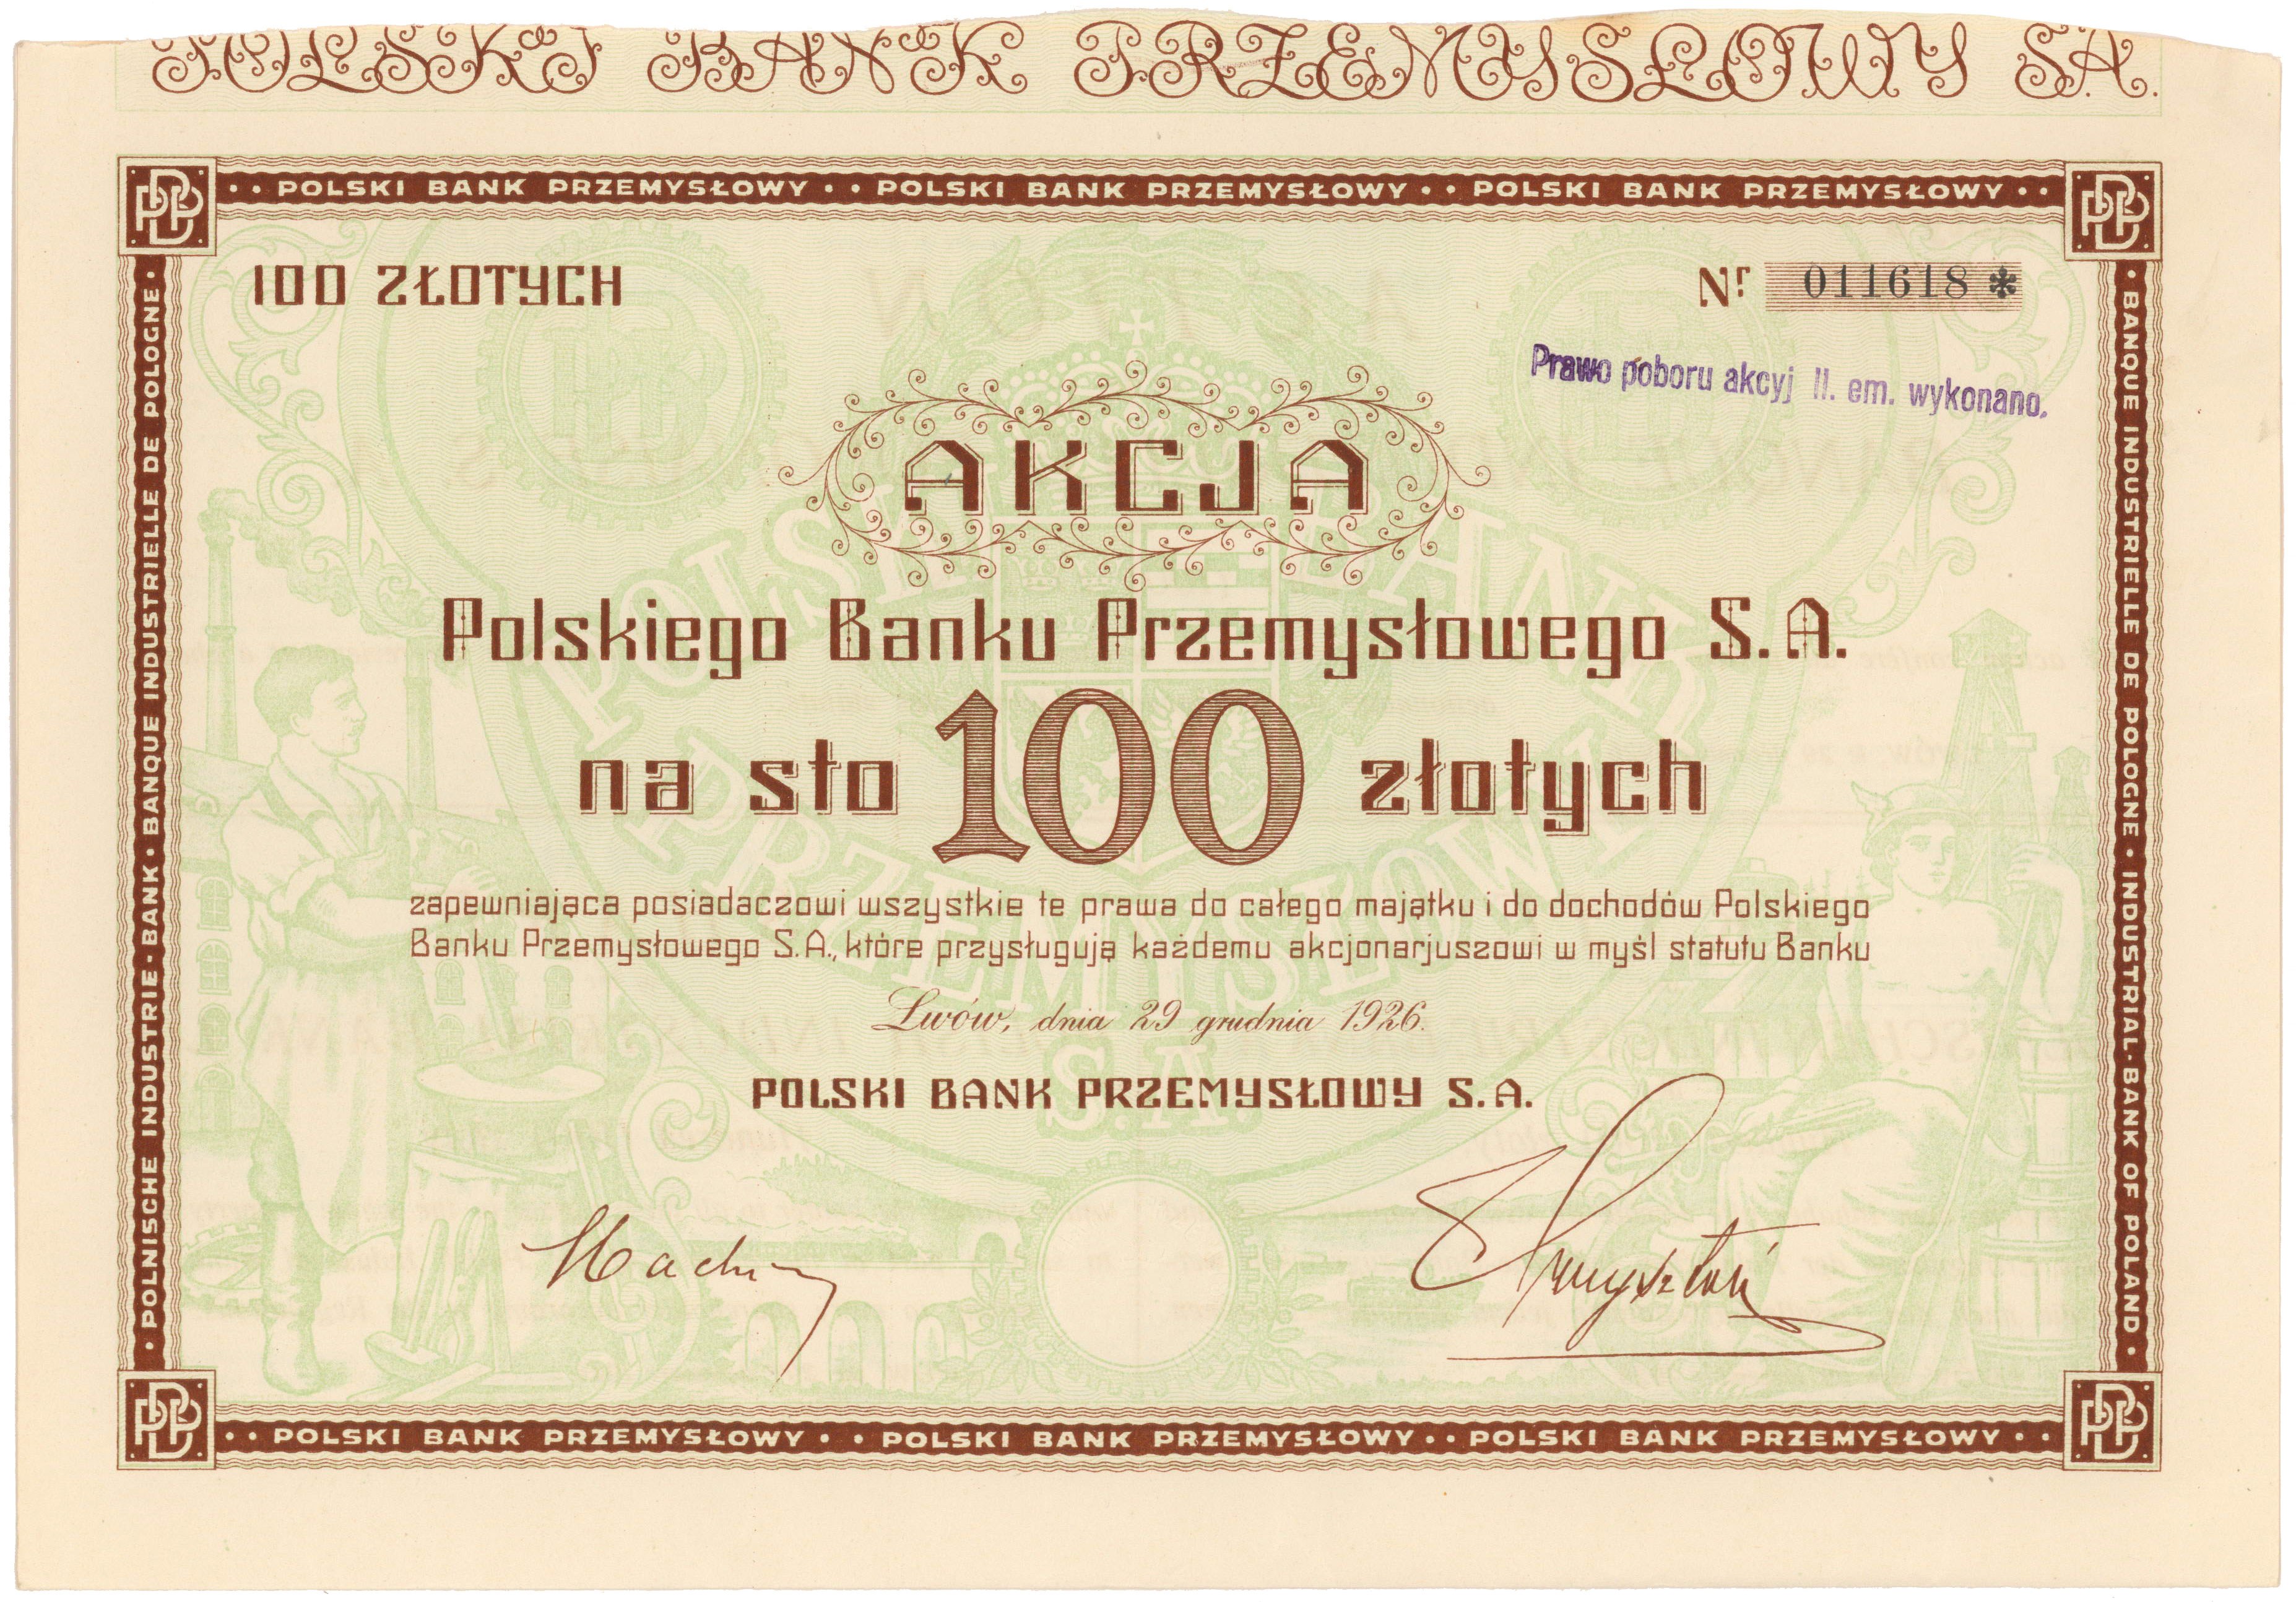 POLSKI BANK PRZEMYSŁOWY S.A.
•• POLSKI BANK PRZEMYSŁOWY •• POLSKI BANK PRZEMYSŁOWY •• POLSKI BANK PRZEMYSŁOWY ••
100 ZŁOTYCH
Nr 011618 *
Prawo poboru akcyj II. em. wykonano.
AKCJA
Polskiego Banku Przemysłowego S.A.
na sto 100 złotych
zapewniająca posiadaczowi wszystkie te prawa do całego majątku i do dochodów Polskiego
Banku Przemysłowego S.A., które przysługują każdemu akcjonarjuszowi w myśl statutu Banku
Lwów, dnia 29 grudnia 1926.
POLSKI BANK PRZEMYSŁOWY S.A.
• POLNISCHE INDUSTRIE-BANK • BANQUE INDUSTRIELLE DE POLOGNE •
• BANQUE INDUSTRIELLE DE POLOGNE • INDUSTRIAL-BANK OF POLAND •
POLSKI BANK
PRZEMYSŁOWY
S.A.
•• POLSKI BANK PRZEMYSŁOWY •• POLSKI BANK PRZEMYSŁOWY •• POLSKI BANK PRZEMYSŁOWY ••